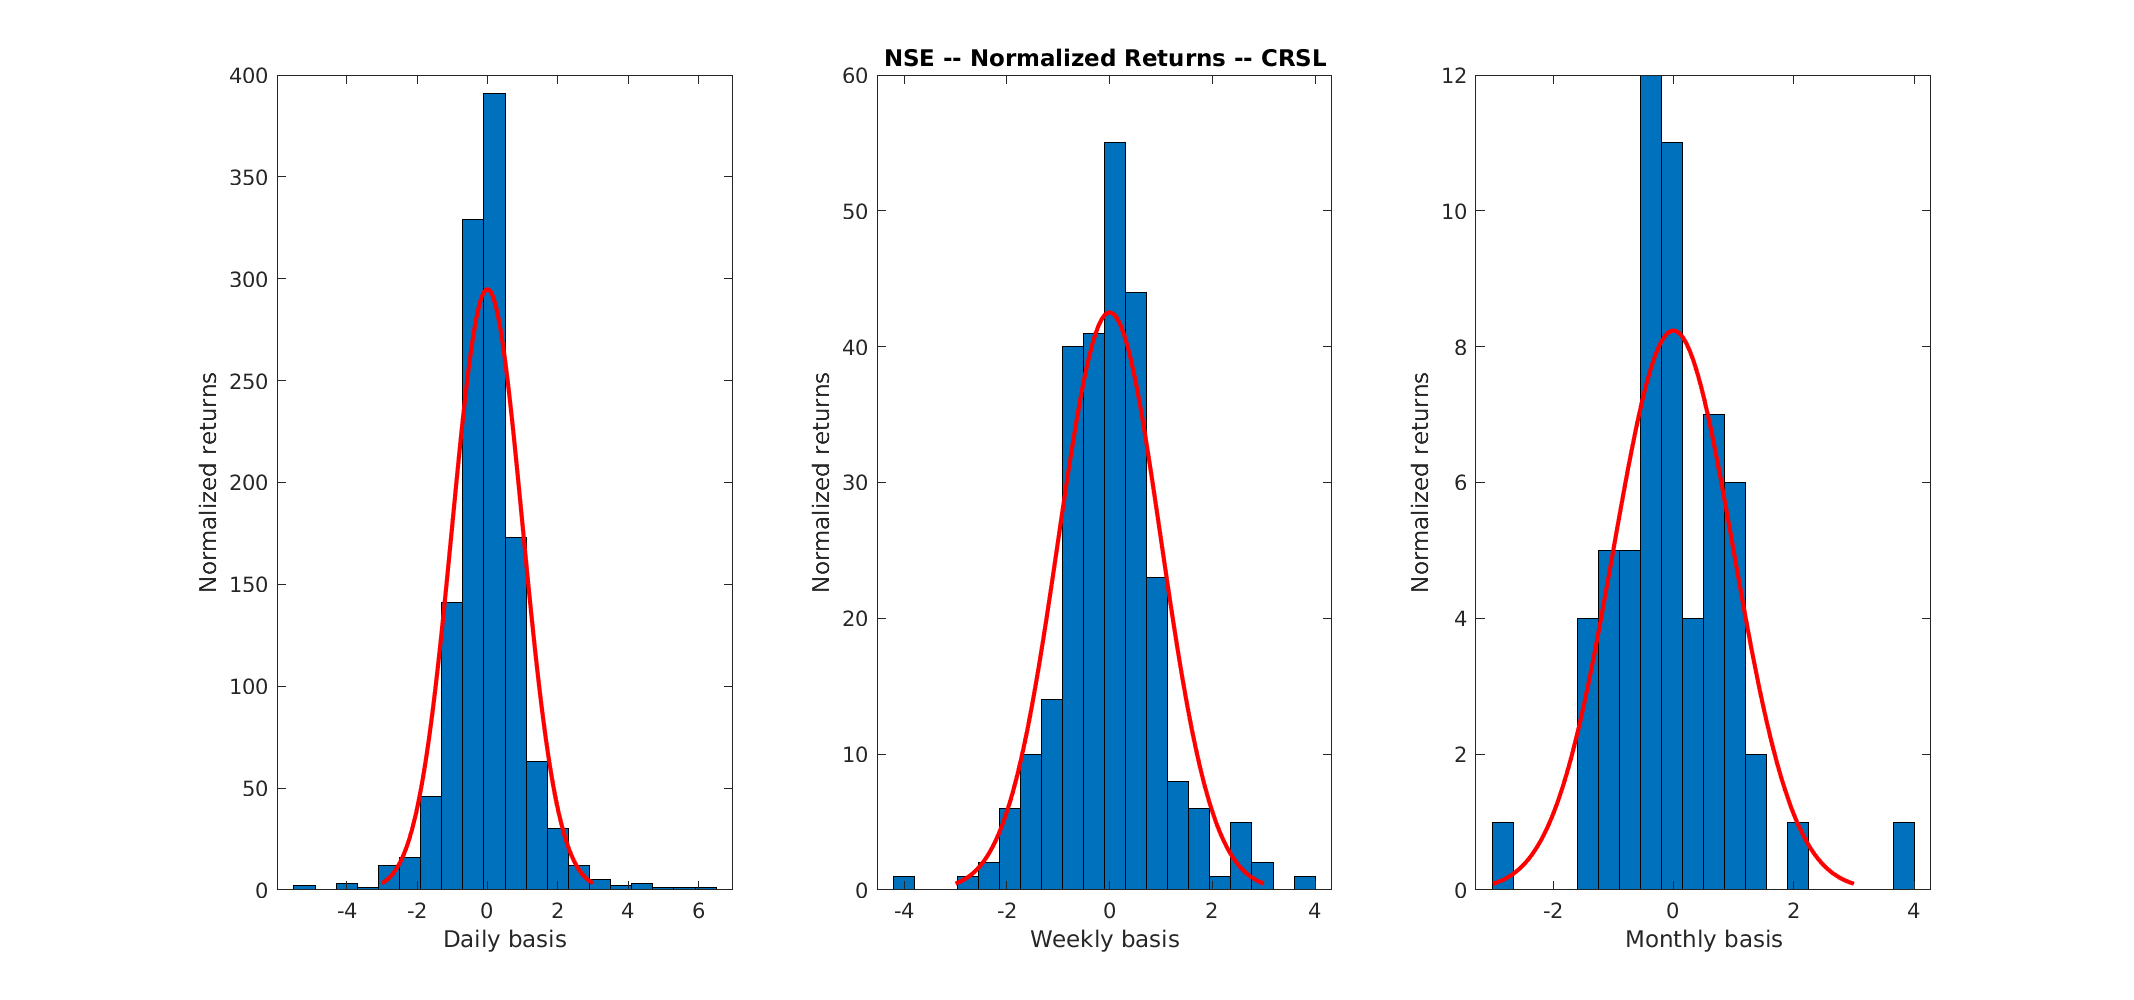 NSE -- Normalized Returns -- CRSL
400
350
300
250
200
150
100
50
0
Normalized returns
-4 -2 0 2 4 6
Daily basis
60
50
40
30
20
10
0
Normalized returns
-4 -2 0 2 4
Weekly basis
12
10
8
6
4
2
0
Normalized returns
-2 0 2 4
Monthly basis